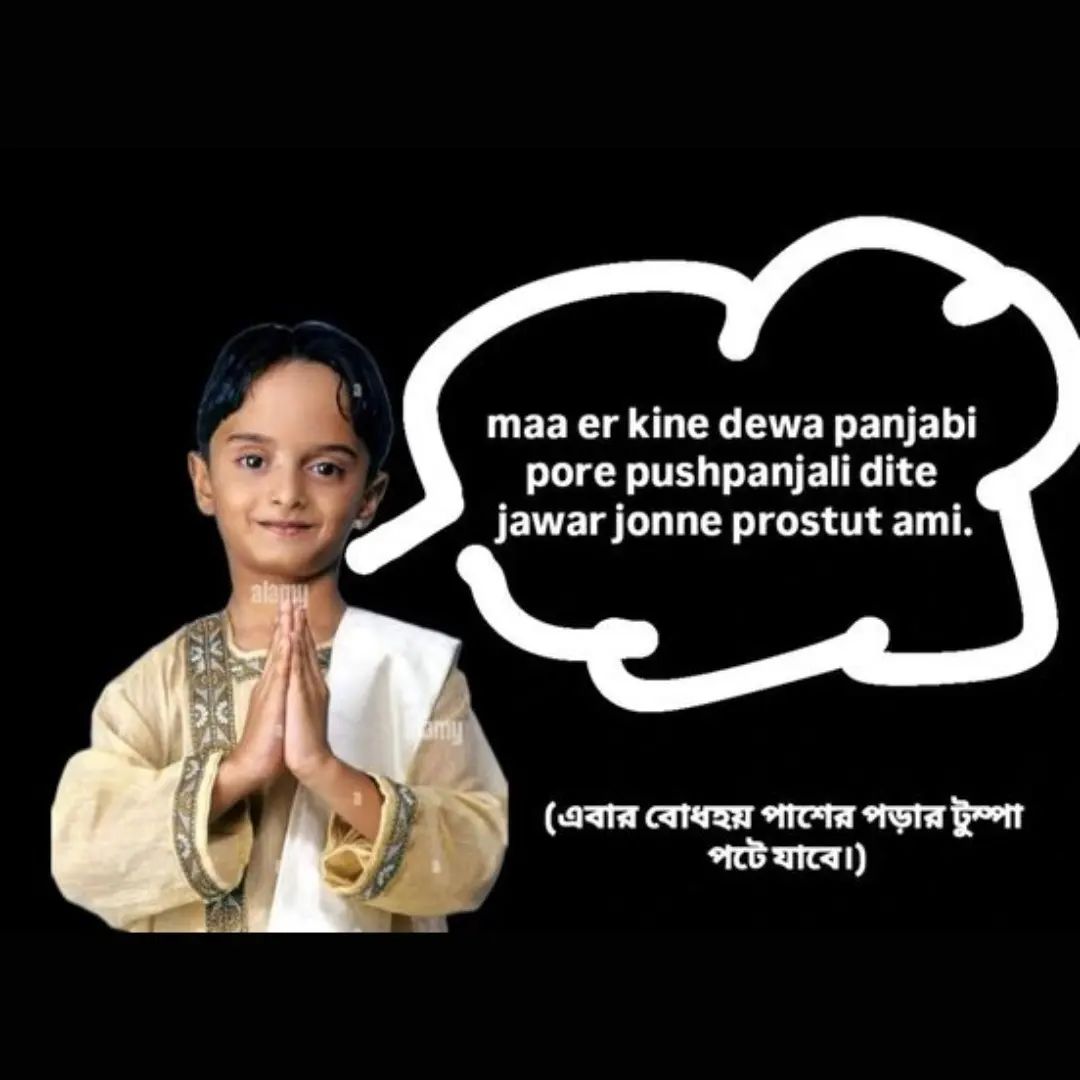 maa er kine dewa panjabi
pore pushpanjali dite
jawar jonne prostut ami.
alamy
alamy
a
a
a
a
(এবার বোধহয় পাশের পড়ার টুম্পা
পটে যাবে।)